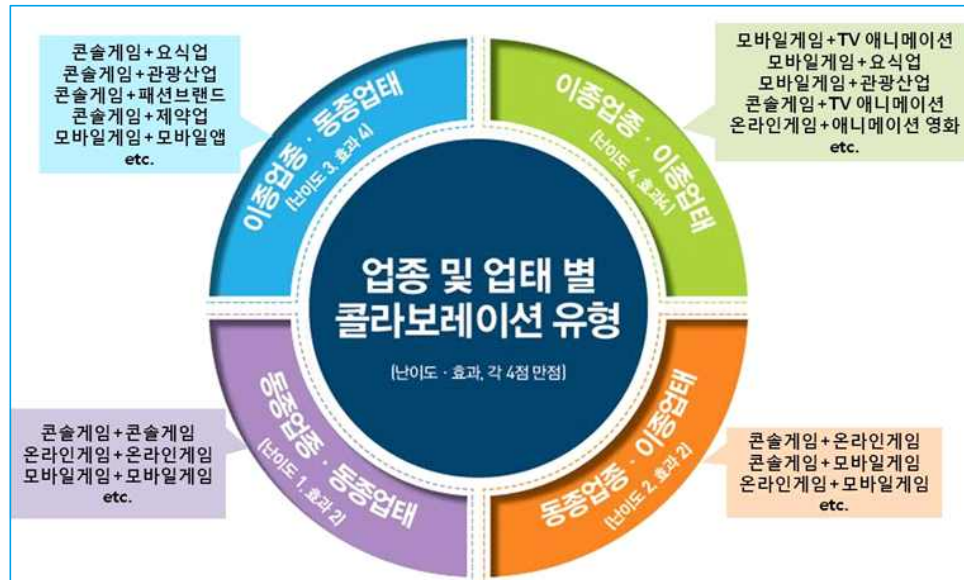 콘솔게임+요식업
콘솔게임+관광산업
콘솔게임+패션브랜드
콘솔게임+제약업
모바일게임+모바일앱
etc.
이종업종 · 동종업태
(난이도 3, 효과 4)
모바일게임+TV 애니메이션
모바일게임+요식업
모바일게임+관광산업
콘솔게임+TV 애니메이션
온라인게임+애니메이션 영화
etc.
이종업종 · 이종업태
(난이도 4, 효과4)
업종 및 업태 별
콜라보레이션 유형
(난이도 · 효과, 각 4점 만점)
콘솔게임+콘솔게임
온라인게임+온라인게임
모바일게임+모바일게임
etc.
동종업종 · 동종업태
(난이도 1, 효과 2)
콘솔게임+온라인게임
콘솔게임+모바일게임
온라인게임+모바일게임
etc.
동종업종 · 이종업태
(난이도 2, 효과 2)